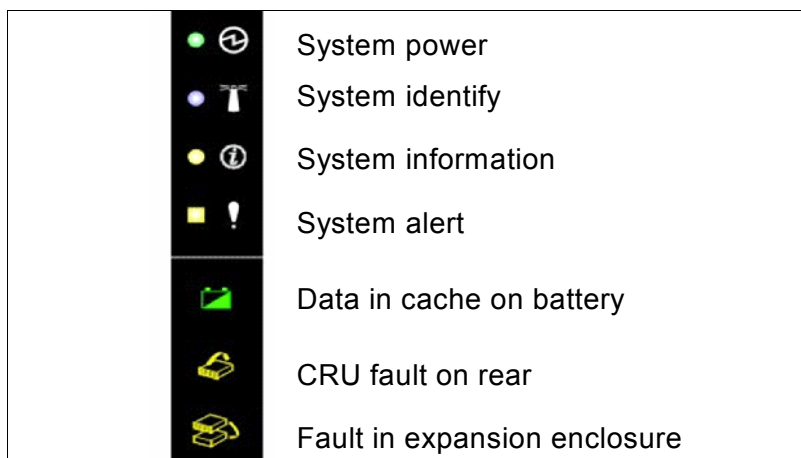 System power
System identify
System information
System alert
Data in cache on battery
CRU fault on rear
Fault in expansion enclosure